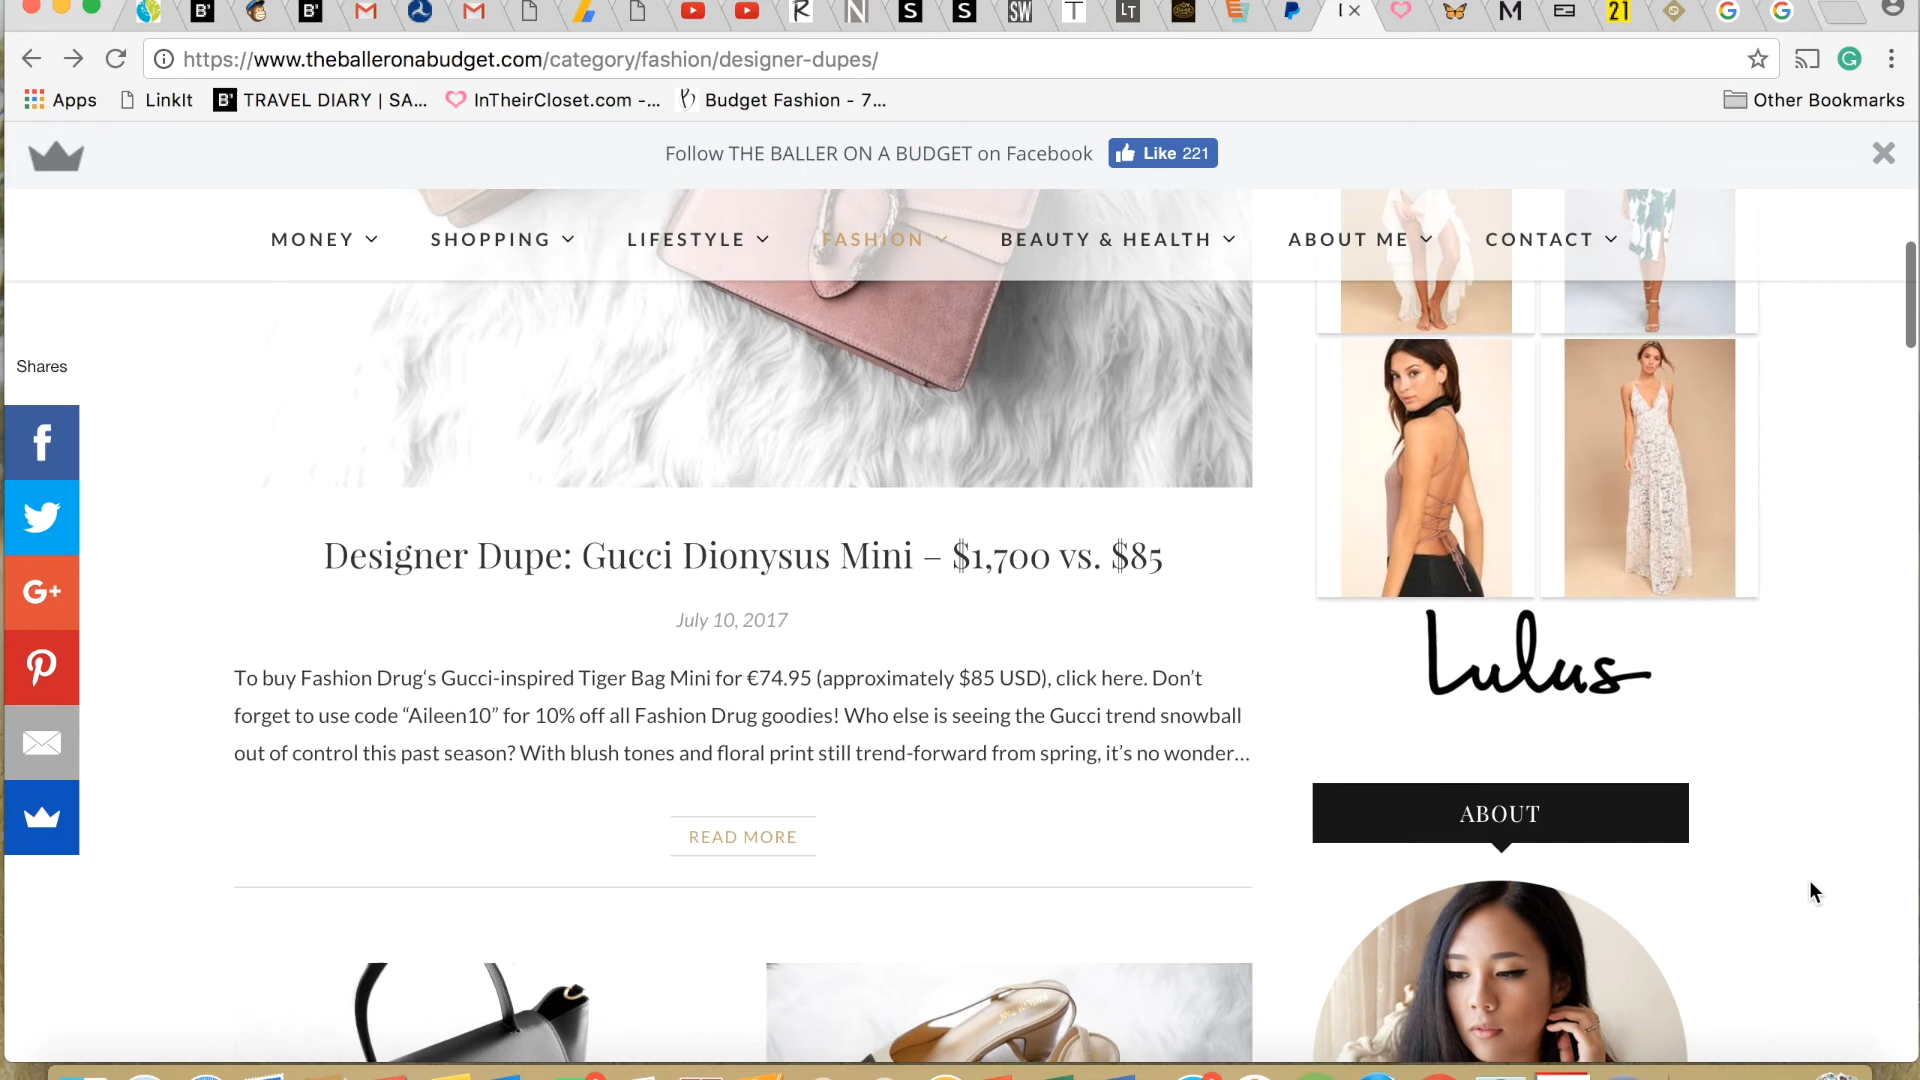 https://www.theballeronabudget.com/category/fashion/designer-dupes/
Apps
LinkIt
TRAVEL DIARY | SA...
InTheirCloset.com -...
Budget Fashion - 7...
Other Bookmarks
Follow THE BALLER ON A BUDGET on Facebook
Like 221
MONEY
SHOPPING
LIFESTYLE
FASHION
BEAUTY & HEALTH
ABOUT ME
CONTACT
Shares
Designer Dupe: Gucci Dionysus Mini – $1,700 vs. $85
July 10, 2017
To buy Fashion Drug‘s Gucci-inspired Tiger Bag Mini for €74.95 (approximately $85 USD), click here. Don’t
forget to use code “Aileen10” for 10% off all Fashion Drug goodies! Who else is seeing the Gucci trend snowball
out of control this past season? With blush tones and floral print still trend-forward from spring, it’s no wonder...
READ MORE
Lulus
ABOUT